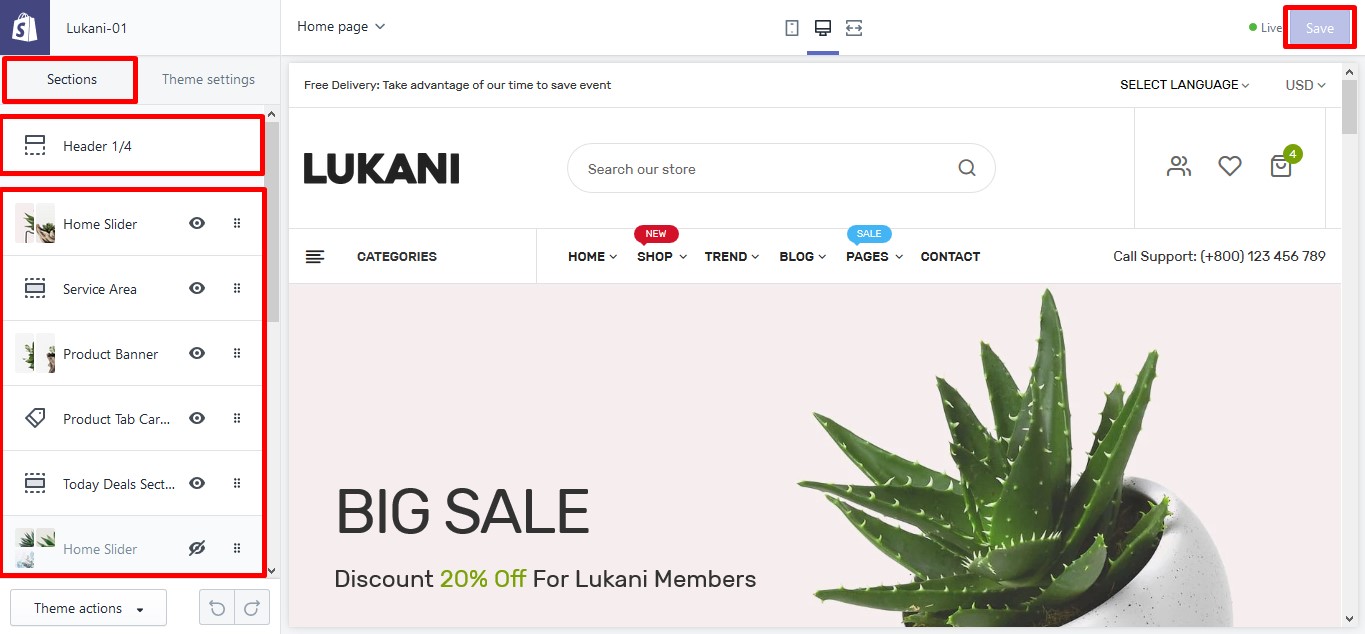 Lukani-01
Home page
Live
Save
Sections
Theme settings
Header 1/4
Home Slider
Service Area
Product Banner
Product Tab Car...
Today Deals Sect...
Home Slider
Theme actions
Free Delivery: Take advantage of our time to save event
SELECT LANGUAGE
USD
LUKANI
Search our store
4
NEW
SALE
CATEGORIES
HOME
SHOP
TREND
BLOG
PAGES
CONTACT
Call Support: (+800) 123 456 789
BIG SALE
Discount 20% Off For Lukani Members